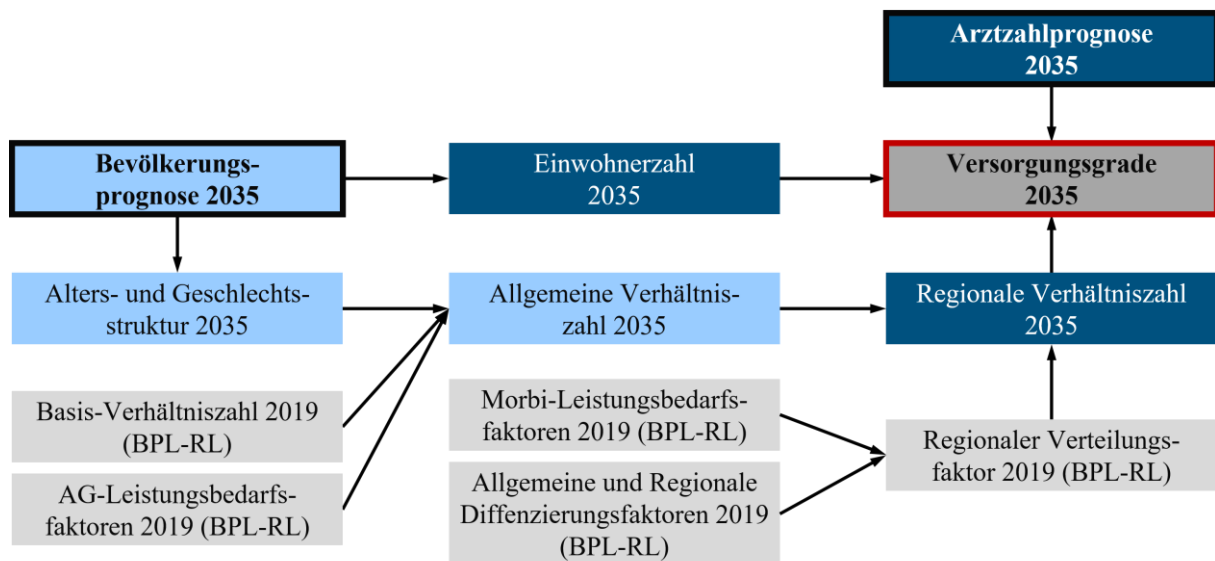 Arztzahlprognose
2035
Bevölkerungs-
prognose 2035
Einwohnerzahl
2035
Versorgungsgrade
2035
Alters- und Geschlechts-
struktur 2035
Allgemeine Verhältnis-
zahl 2035
Regionale Verhältniszahl
2035
Basis-Verhältniszahl 2019
(BPL-RL)
Morbi-Leistungsbedarfs-
faktoren 2019 (BPL-RL)
Regionaler Verteilungs-
faktor 2019 (BPL-RL)
AG-Leistungsbedarfs-
faktoren 2019 (BPL-RL)
Allgemeine und Regionale
Diffenzierungsfaktoren 2019
(BPL-RL)